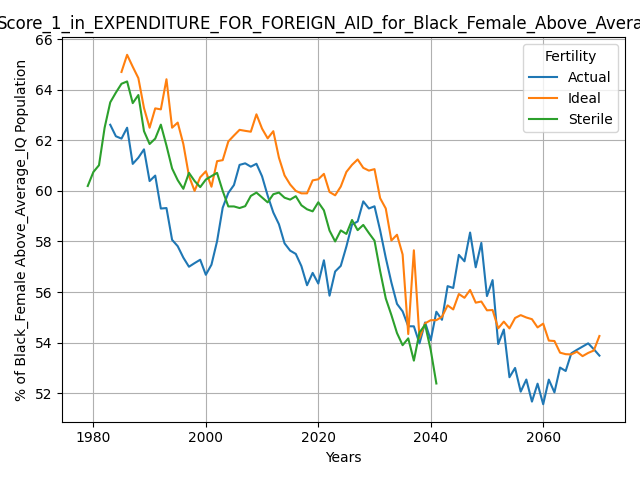 Score_1_in_EXPENDITURE_FOR_FOREIGN_AID_for_Black_Female_Above_Avera
% of Black_Female Above_Average_IQ Population
66
64
62
60
58
56
54
52
1980
2000
2020
2040
2060
Years
Fertility
Actual
Ideal
Sterile